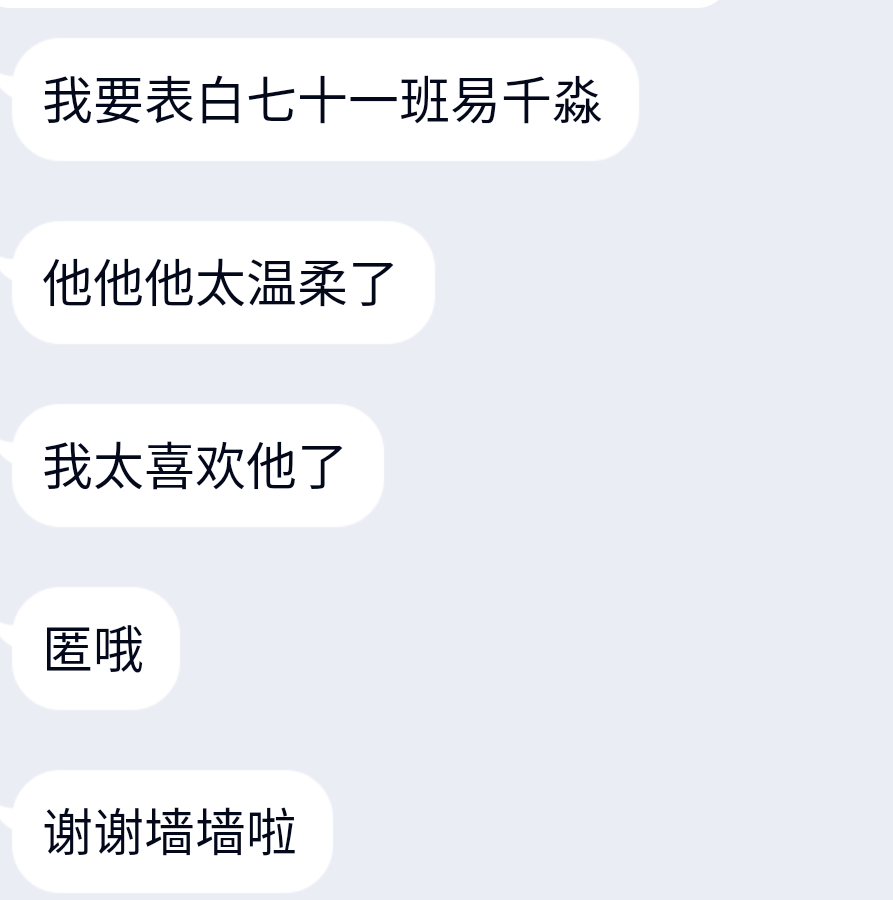 我要表白七十一班易千淼
他他他太温柔了
我太喜欢他了
匿哦
谢谢墙墙啦